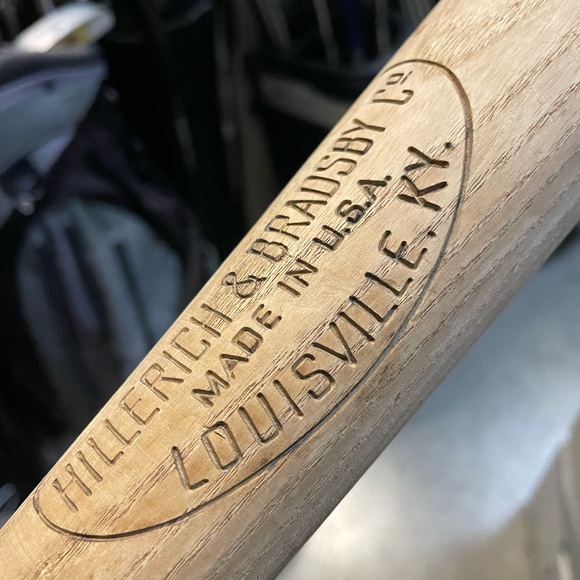 HILLERICH & BRADSBY Co
MADE IN U.S.A.
LOUISVILLE, KY.